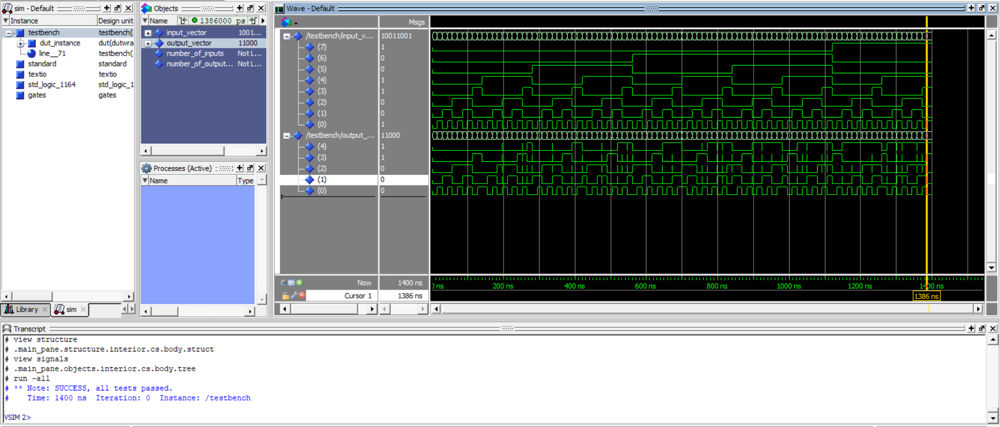 sim - Default
Instance Design unit
testbench testbench(
dut_instance dut(dutwra
line__71 testbench(
standard standard
textio textio
std_logic_1164 std_logic_1
gates gates
Library
sim
Objects
Name 1386000 ps
input_vector 1001...
output_vector 11000
number_of_inputs Not L...
number_of_output... Not L...
Processes (Active)
Name Type
Wave - Default
Msgs
/testbench/input_v... 10011001
(7) 1
(6) 0
(5) 0
(4) 1
(3) 1
(2) 0
(1) 0
(0) 1
/testbench/output_... 11000
(4) 1
(3) 1
(2) 0
(1) 0
(0) 0
Now 1400 ns
Cursor 1 1386 ns
200 ns 400 ns 600 ns 800 ns 1000 ns 1200 ns 1400 ns
1386 ns
Transcript
# view structure
# .main_pane.structure.interior.cs.body.struct
# view signals
# .main_pane.objects.interior.cs.body.tree
# run -all
# ** Note: SUCCESS, all tests passed.
#    Time: 1400 ns  Iteration: 0  Instance: /testbench
VSIM 2>